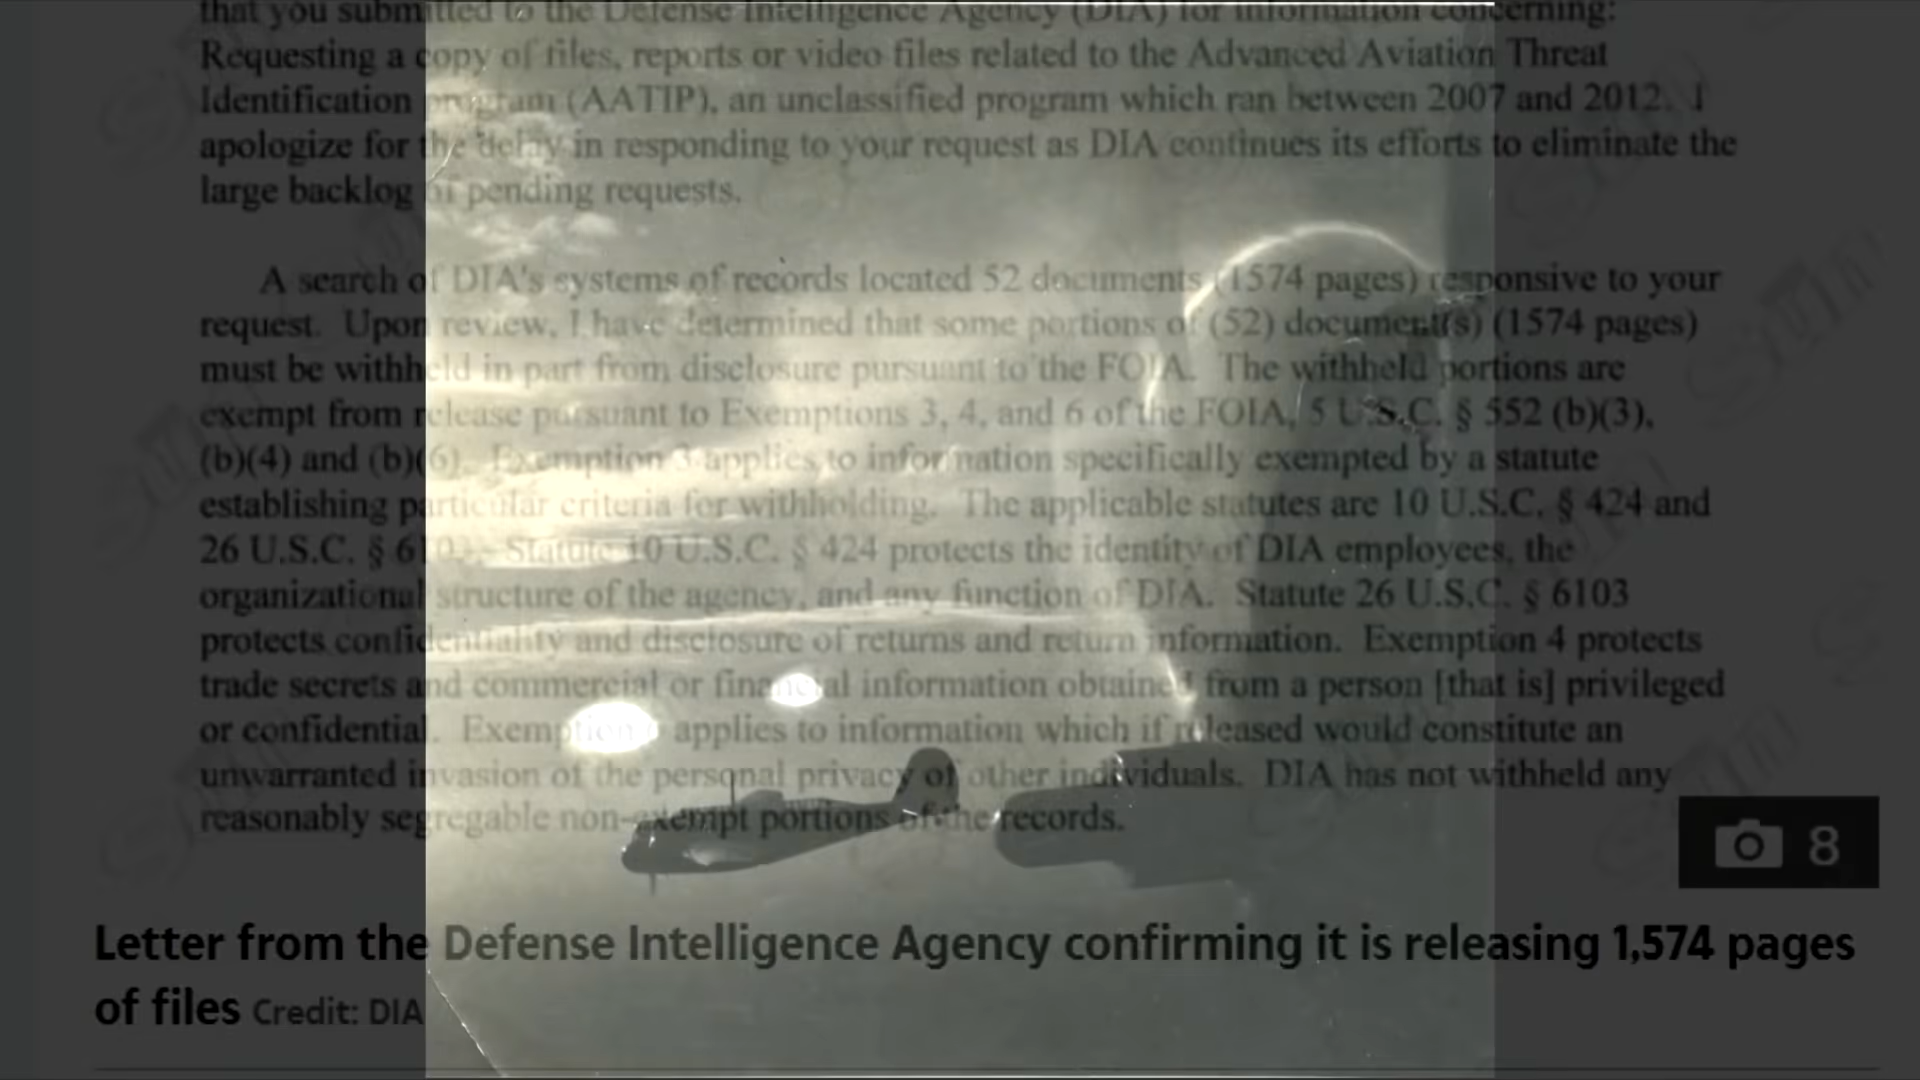 that you submitted to the Defense Intelligence Agency (DIA) for information concerning:
Requesting a copy of files, reports or video files related to the Advanced Aviation Threat
Identification program (AATIP), an unclassified program which ran between 2007 and 2012. I
apologize for the delay in responding to your request as DIA continues its efforts to eliminate the
large backlog of pending requests.
A search of DIA's systems of records located 52 documents (1574 pages) responsive to your
request. Upon review, I have determined that some portions of (52) document(s) (1574 pages)
must be withheld in part from disclosure pursuant to the FOIA. The withheld portions are
exempt from release pursuant to Exemptions 3, 4, and 6 of the FOIA, 5 U.S.C. § 552 (b)(3),
(b)(4) and (b)(6). Exemption 3 applies to information specifically exempted by a statute
establishing particular criteria for withholding. The applicable statutes are 10 U.S.C. § 424 and
26 U.S.C. § 6103. Statute 10 U.S.C. § 424 protects the identity of DIA employees, the
organizational structure of the agency, and any function of DIA. Statute 26 U.S.C. § 6103
protects confidentiality and disclosure of returns and return information. Exemption 4 protects
trade secrets and commercial or financial information obtained from a person [that is] privileged
or confidential. Exemption 6 applies to information which if released would constitute an
unwarranted invasion of the personal privacy of other individuals. DIA has not withheld any
reasonably segregable non-exempt portions of the records.
8
Letter from the Defense Intelligence Agency confirming it is releasing 1,574 pages
of files Credit: DIA